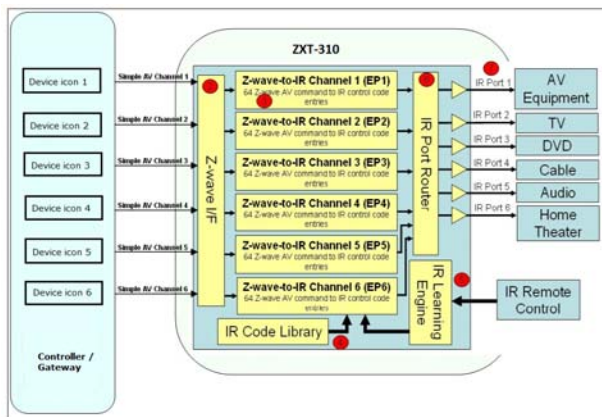 ZXT-310
Device icon 1
Device icon 2
Device icon 3
Device icon 4
Device icon 5
Device icon 6
Controller /
Gateway
Simple AV Channel 1
Simple AV Channel 2
Simple AV Channel 3
Simple AV Channel 4
Simple AV Channel 5
Simple AV Channel 6
Z-wave I/F
Z-wave-to-IR Channel 1 (EP1)
64 Z-wave AV command to IR control code
entries
Z-wave-to-IR Channel 2 (EP2)
64 Z-wave AV command to IR control code
entries
Z-wave-to-IR Channel 3 (EP3)
64 Z-wave AV command to IR control code
entries
Z-wave-to-IR Channel 4 (EP4)
64 Z-wave AV command to IR control code
entries
Z-wave-to-IR Channel 5 (EP5)
64 Z-wave AV command to IR control code
entries
Z-wave-to-IR Channel 6 (EP6)
64 Z-wave AV command to IR control code
entries
IR Code Library
IR Port Router
IR Learning
Engine
IR Port 1
IR Port 2
IR Port 3
IR Port 4
IR Port 5
IR Port 6
AV
Equipment
TV
DVD
Cable
Audio
Home
Theater
IR Remote
Control